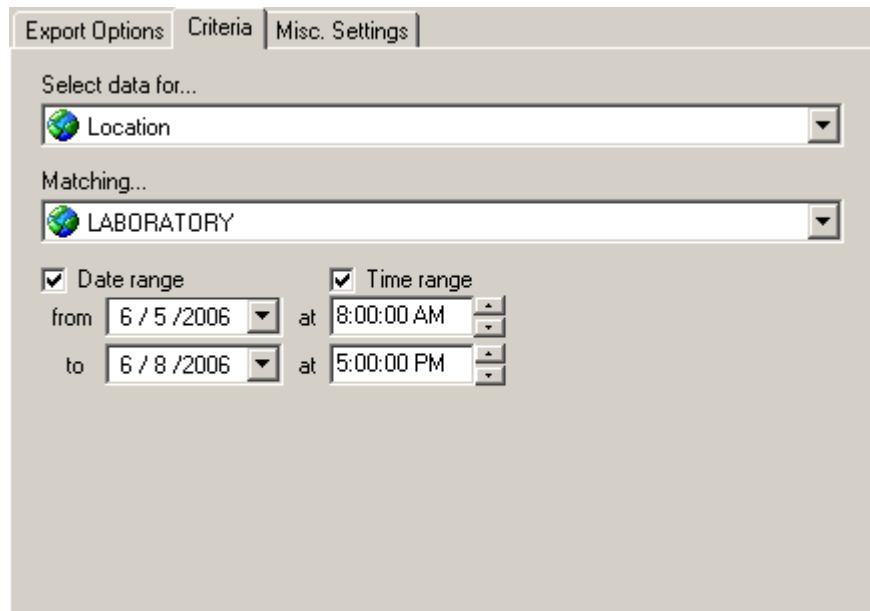 Export Options Criteria Misc. Settings
Select data for...
Location
Matching...
LABORATORY
Date range Time range
from 6 / 5 /2006 at 8:00:00 AM
to 6 / 8 /2006 at 5:00:00 PM